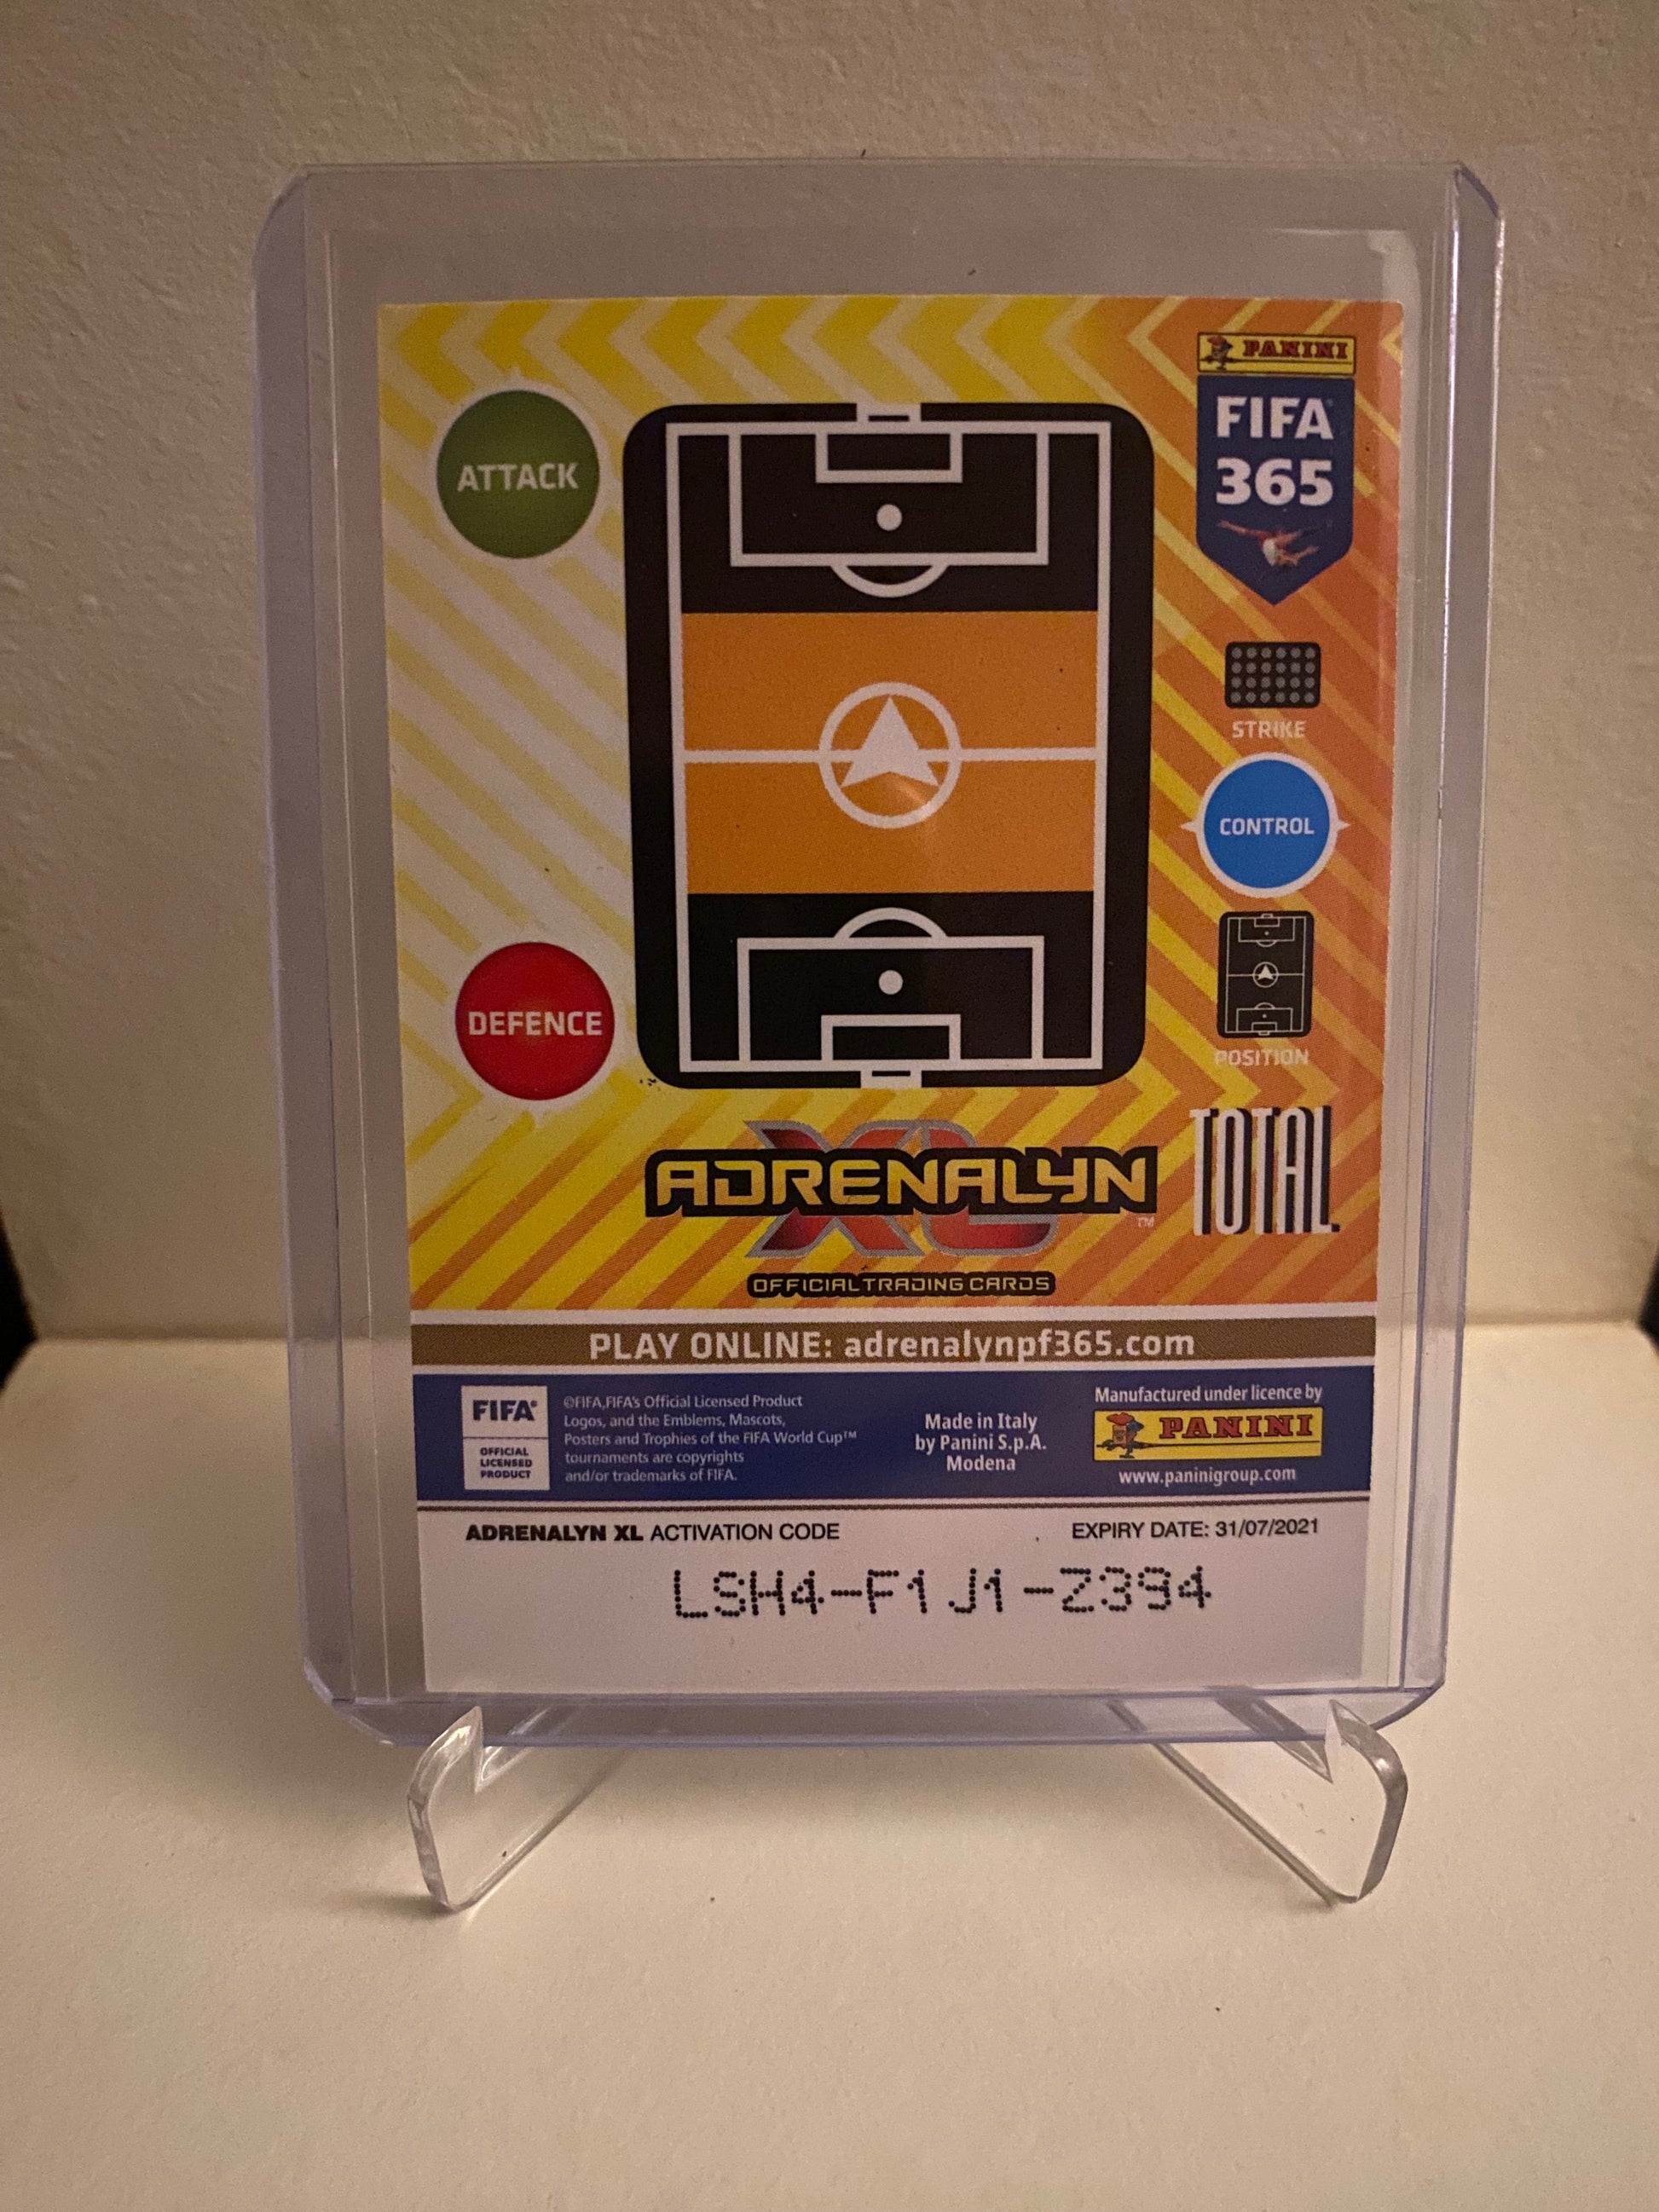 PANINI
FIFA
365
ATTACK
STRIKE
CONTROL
DEFENCE
POSITION
ADRENALYN
XL
TM
TOTAL
OFFICIAL TRADING CARDS
PLAY ONLINE: adrenalynpf365.com
FIFA®
OFFICIAL
LICENSED
PRODUCT
©FIFA,FIFA's Official Licensed Product
Logos, and the Emblems, Mascots,
Posters and Trophies of the FIFA World Cup™
tournaments are copyrights
and/or trademarks of FIFA.
Made in Italy
by Panini S.p.A.
Modena
Manufactured under licence by
PANINI
www.paninigroup.com
ADRENALYN XL ACTIVATION CODE
EXPIRY DATE: 31/07/2021
LSH4-F1J1-Z394